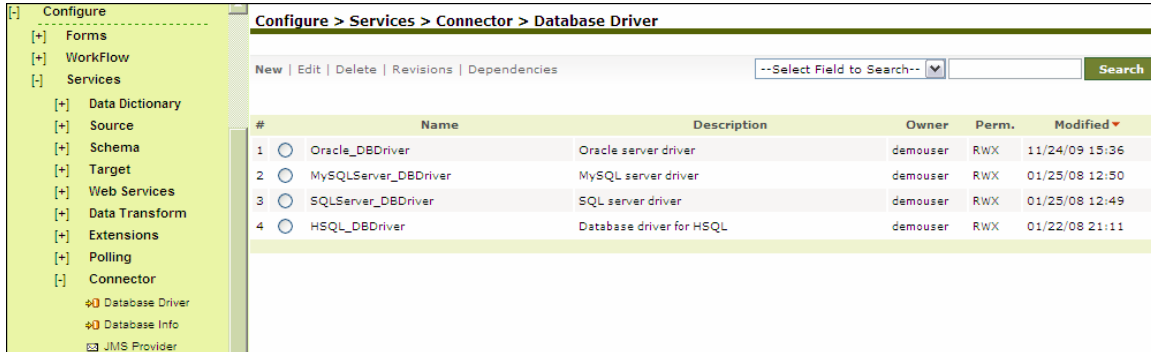 [-] Configure
[+] Forms
[+] WorkFlow
[-] Services
[+] Data Dictionary
[+] Source
[+] Schema
[+] Target
[+] Web Services
[+] Data Transform
[+] Extensions
[+] Polling
[-] Connector
Database Driver
Database Info
JMS Provider
Configure > Services > Connector > Database Driver
New | Edit | Delete | Revisions | Dependencies --Select Field to Search-- Search
# Name Description Owner Perm. Modified
1 Oracle_DBDriver Oracle server driver demouser RWX 11/24/09 15:36
2 MySQLServer_DBDriver MySQL server driver demouser RWX 01/25/08 12:50
3 SQLServer_DBDriver SQL server driver demouser RWX 01/25/08 12:49
4 HSQL_DBDriver Database driver for HSQL demouser RWX 01/22/08 21:11